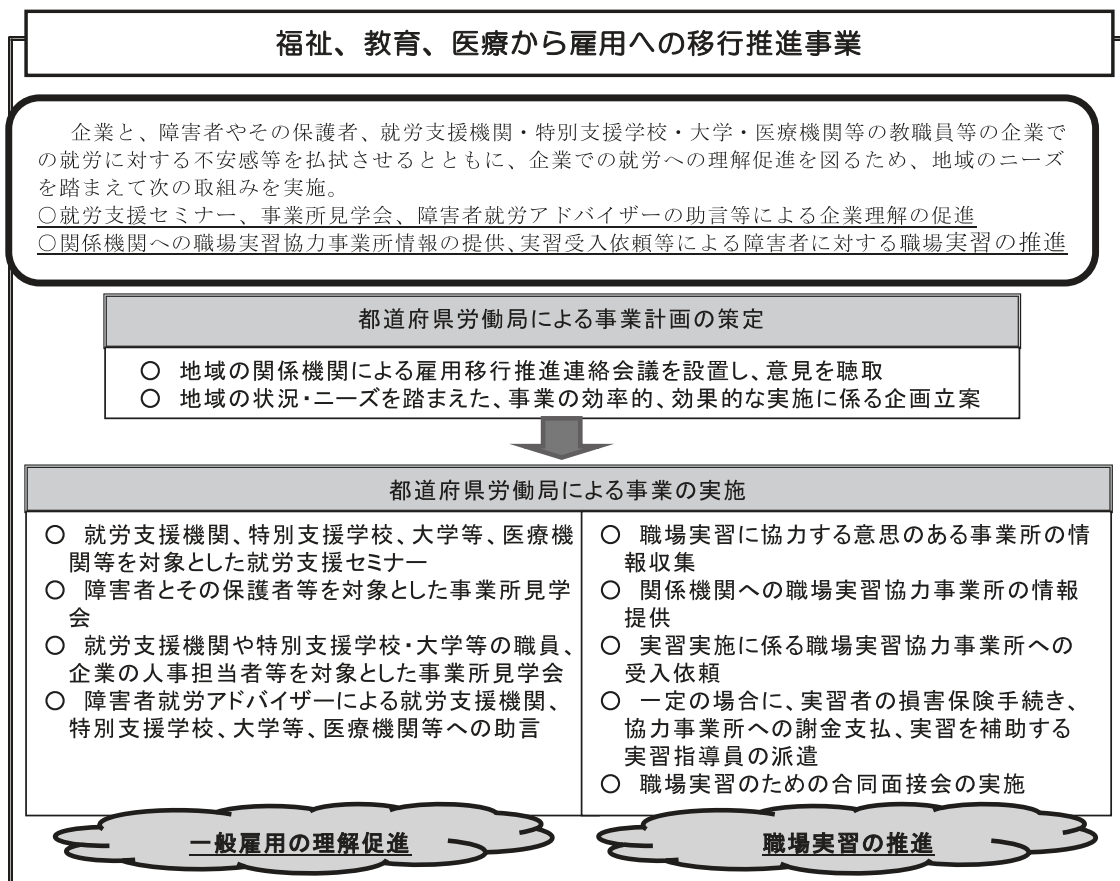 福祉、教育、医療から雇用への移行推進事業
企業と、障害者やその保護者、就労支援機関・特別支援学校・大学・医療機関等の教職員等の企業で
の就労に対する不安感等を払拭させるとともに、企業での就労への理解促進を図るため、地域のニーズ
を踏まえて次の取組みを実施。
○就労支援セミナー、事業所見学会、障害者就労アドバイザーの助言等による企業理解の促進
○関係機関への職場実習協力事業所情報の提供、実習受入依頼等による障害者に対する職場実習の推進
都道府県労働局による事業計画の策定
○ 地域の関係機関による雇用移行推進連絡会議を設置し、意見を聴取
○ 地域の状況・ニーズを踏まえた、事業の効率的、効果的な実施に係る企画立案
都道府県労働局による事業の実施
○ 就労支援機関、特別支援学校、大学等、医療機
関等を対象とした就労支援セミナー
○ 障害者とその保護者等を対象とした事業所見学
会
○ 就労支援機関や特別支援学校・大学等の職員、
企業の人事担当者等を対象とした事業所見学会
○ 障害者就労アドバイザーによる就労支援機関、
特別支援学校、大学等、医療機関等への助言
一般雇用の理解促進
○ 職場実習に協力する意思のある事業所の情
報収集
○ 関係機関への職場実習協力事業所の情報
提供
○ 実習実施に係る職場実習協力事業所への
受入依頼
○ 一定の場合に、実習者の損害保険手続き、
協力事業所への謝金支払、実習を補助する
実習指導員の派遣
○ 職場実習のための合同面接会の実施
職場実習の推進